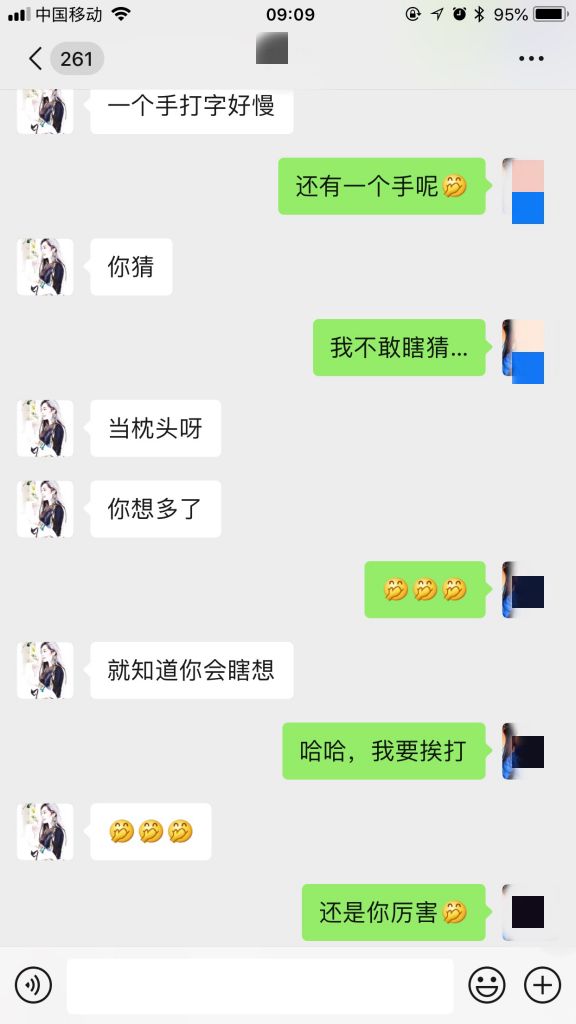 中国移动 09:09 95%
261
一个手打字好慢
还有一个手呢🤭
你猜
我不敢瞎猜...
当枕头呀
你想多了
🤭🤭🤭
就知道你会瞎想
哈哈，我要挨打
🤭🤭🤭
还是你厉害🤭